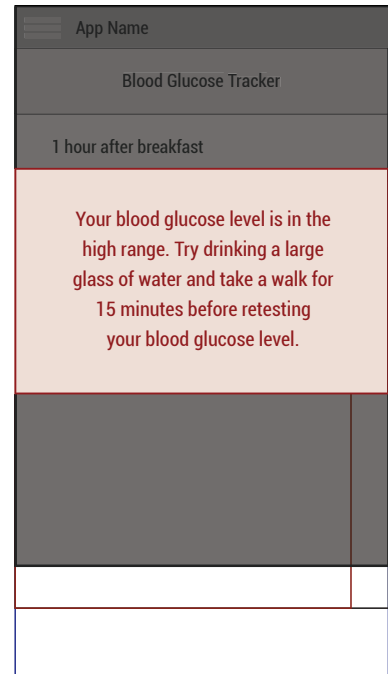 App Name
Blood Glucose Tracker
1 hour after breakfast
Your blood glucose level is in the
high range. Try drinking a large
glass of water and take a walk for
15 minutes before retesting
your blood glucose level.